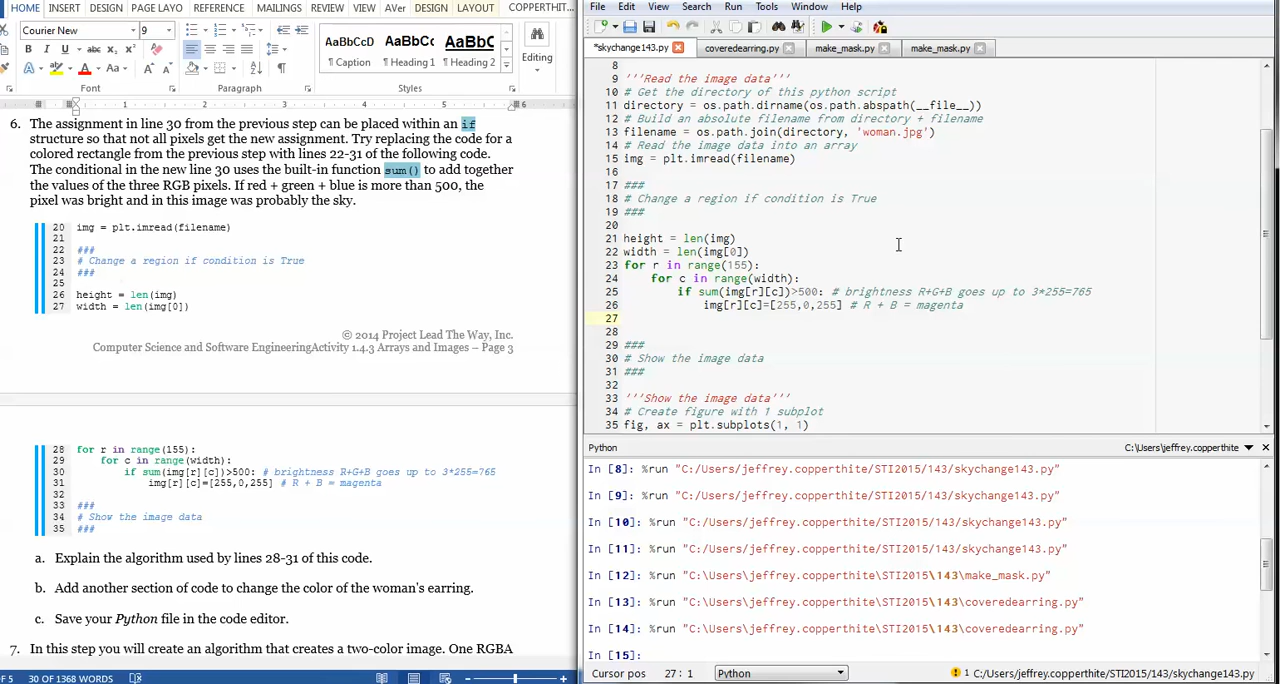 HOME INSERT DESIGN PAGE LAYO REFERENCE MAILINGS REVIEW VIEW AVer DESIGN LAYOUT COPPERTHIT
Courier New 9
AaBbCcD AaBbCc AaBbC
¶ Caption ¶ Heading 1 ¶ Heading 2
Editing
Font Paragraph Styles
6. The assignment in line 30 from the previous step can be placed within an if
structure so that not all pixels get the new assignment. Try replacing the code for a
colored rectangle from the previous step with lines 22-31 of the following code.
The conditional in the new line 30 uses the built-in function sum() to add together
the values of the three RGB pixels. If red + green + blue is more than 500, the
pixel was bright and in this image was probably the sky.
20 img = plt.imread(filename)
21
22 ###
23 # Change a region if condition is True
24 ###
25
26 height = len(img)
27 width = len(img[0])
© 2014 Project Lead The Way, Inc.
Computer Science and Software EngineeringActivity 1.4.3 Arrays and Images – Page 3
28 for r in range(155):
29 for c in range(width):
30 if sum(img[r][c])>500: # brightness R+G+B goes up to 3*255=765
31 img[r][c]=[255,0,255] # R + B = magenta
32
33 ###
34 # Show the image data
35 ###
a. Explain the algorithm used by lines 28-31 of this code.
b. Add another section of code to change the color of the woman's earring.
c. Save your Python file in the code editor.
7. In this step you will create an algorithm that creates a two-color image. One RGBA
OF 5 30 OF 1368 WORDS
File Edit View Search Run Tools Window Help
*skychange143.py coveredearring.py make_mask.py make_mask.py
8
9 '''Read the image data'''
10 # Get the directory of this python script
11 directory = os.path.dirname(os.path.abspath(__file__))
12 # Build an absolute filename from directory + filename
13 filename = os.path.join(directory, 'woman.jpg')
14 # Read the image data into an array
15 img = plt.imread(filename)
16
17 ###
18 # Change a region if condition is True
19 ###
20
21 height = len(img)
22 width = len(img[0])
23 for r in range(155):
24 for c in range(width):
25 if sum(img[r][c])>500: # brightness R+G+B goes up to 3*255=765
26 img[r][c]=[255,0,255] # R + B = magenta
27
28
29 ###
30 # Show the image data
31 ###
32
33 '''Show the image data'''
34 # Create figure with 1 subplot
35 fig, ax = plt.subplots(1, 1)
Python C:\Users\jeffrey.copperthite
In [8]: %run "C:/Users/jeffrey.copperthite/STI2015/143/skychange143.py"
In [9]: %run "C:/Users/jeffrey.copperthite/STI2015/143/skychange143.py"
In [10]: %run "C:/Users/jeffrey.copperthite/STI2015/143/skychange143.py"
In [11]: %run "C:/Users/jeffrey.copperthite/STI2015/143/skychange143.py"
In [12]: %run "C:/Users/jeffrey.copperthite\STI2015\143\make_mask.py"
In [13]: %run "C:/Users/jeffrey.copperthite\STI2015\143\coveredearring.py"
In [14]: %run "C:/Users/jeffrey.copperthite\STI2015\143\coveredearring.py"
In [15]:
Cursor pos 27 : 1 Python 1 C:/Users/jeffrey.copperthite/STI2015/143/skychange143.py